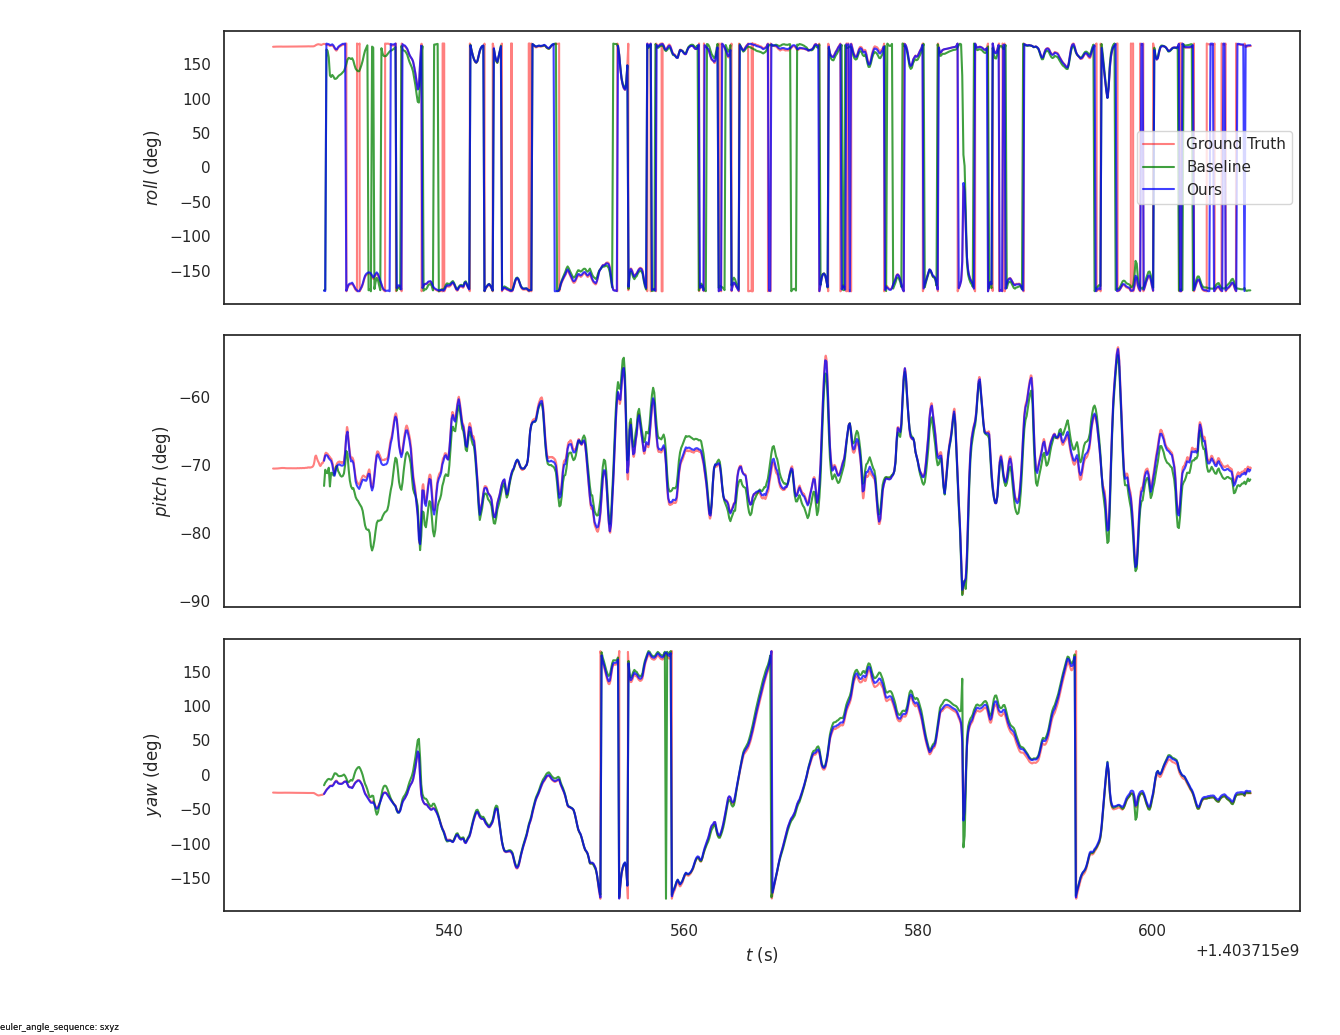 150
100
50
0
−50
−100
−150
roll (deg)
Ground Truth
Baseline
Ours
−60
−70
−80
−90
pitch (deg)
150
100
50
0
−50
−100
−150
yaw (deg)
540
560
580
600
t (s)
+1.403715e9
euler_angle_sequence: sxyz